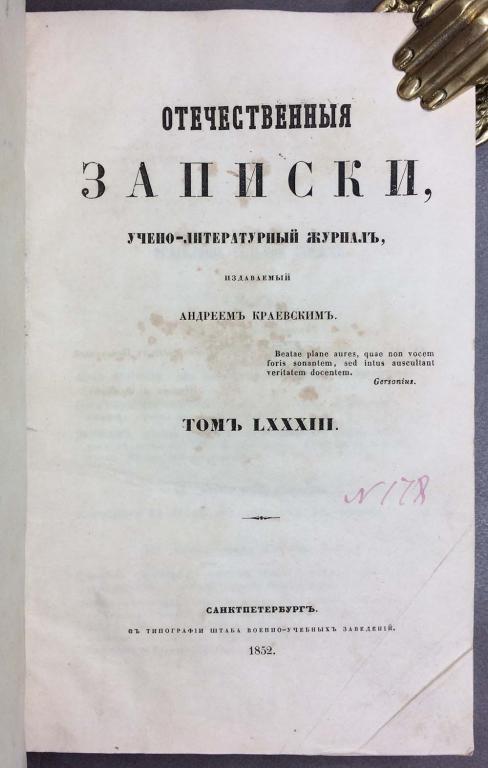 ОТЕЧЕСТВЕННЫЯ
ЗАПИСКИ,
УЧЕНО-ЛИТЕРАТУРНЫЙ ЖУРНАЛЪ,
ИЗДАВАЕМЫЙ
АНДРЕЕМЪ КРАЕВСКИМЪ.
Beatae plane aures, quae non vocem
foris sonantem, sed intus auscultant
veritatem docentem.
Gersonius.
ТОМЪ LXXXIII.
N 178
САНКТПЕТЕРБУРГЪ.
ВЪ ТИПОГРАФІИ ШТАБА ВОЕННО-УЧЕБНЫХЪ ЗАВЕДЕНІЙ.
1852.